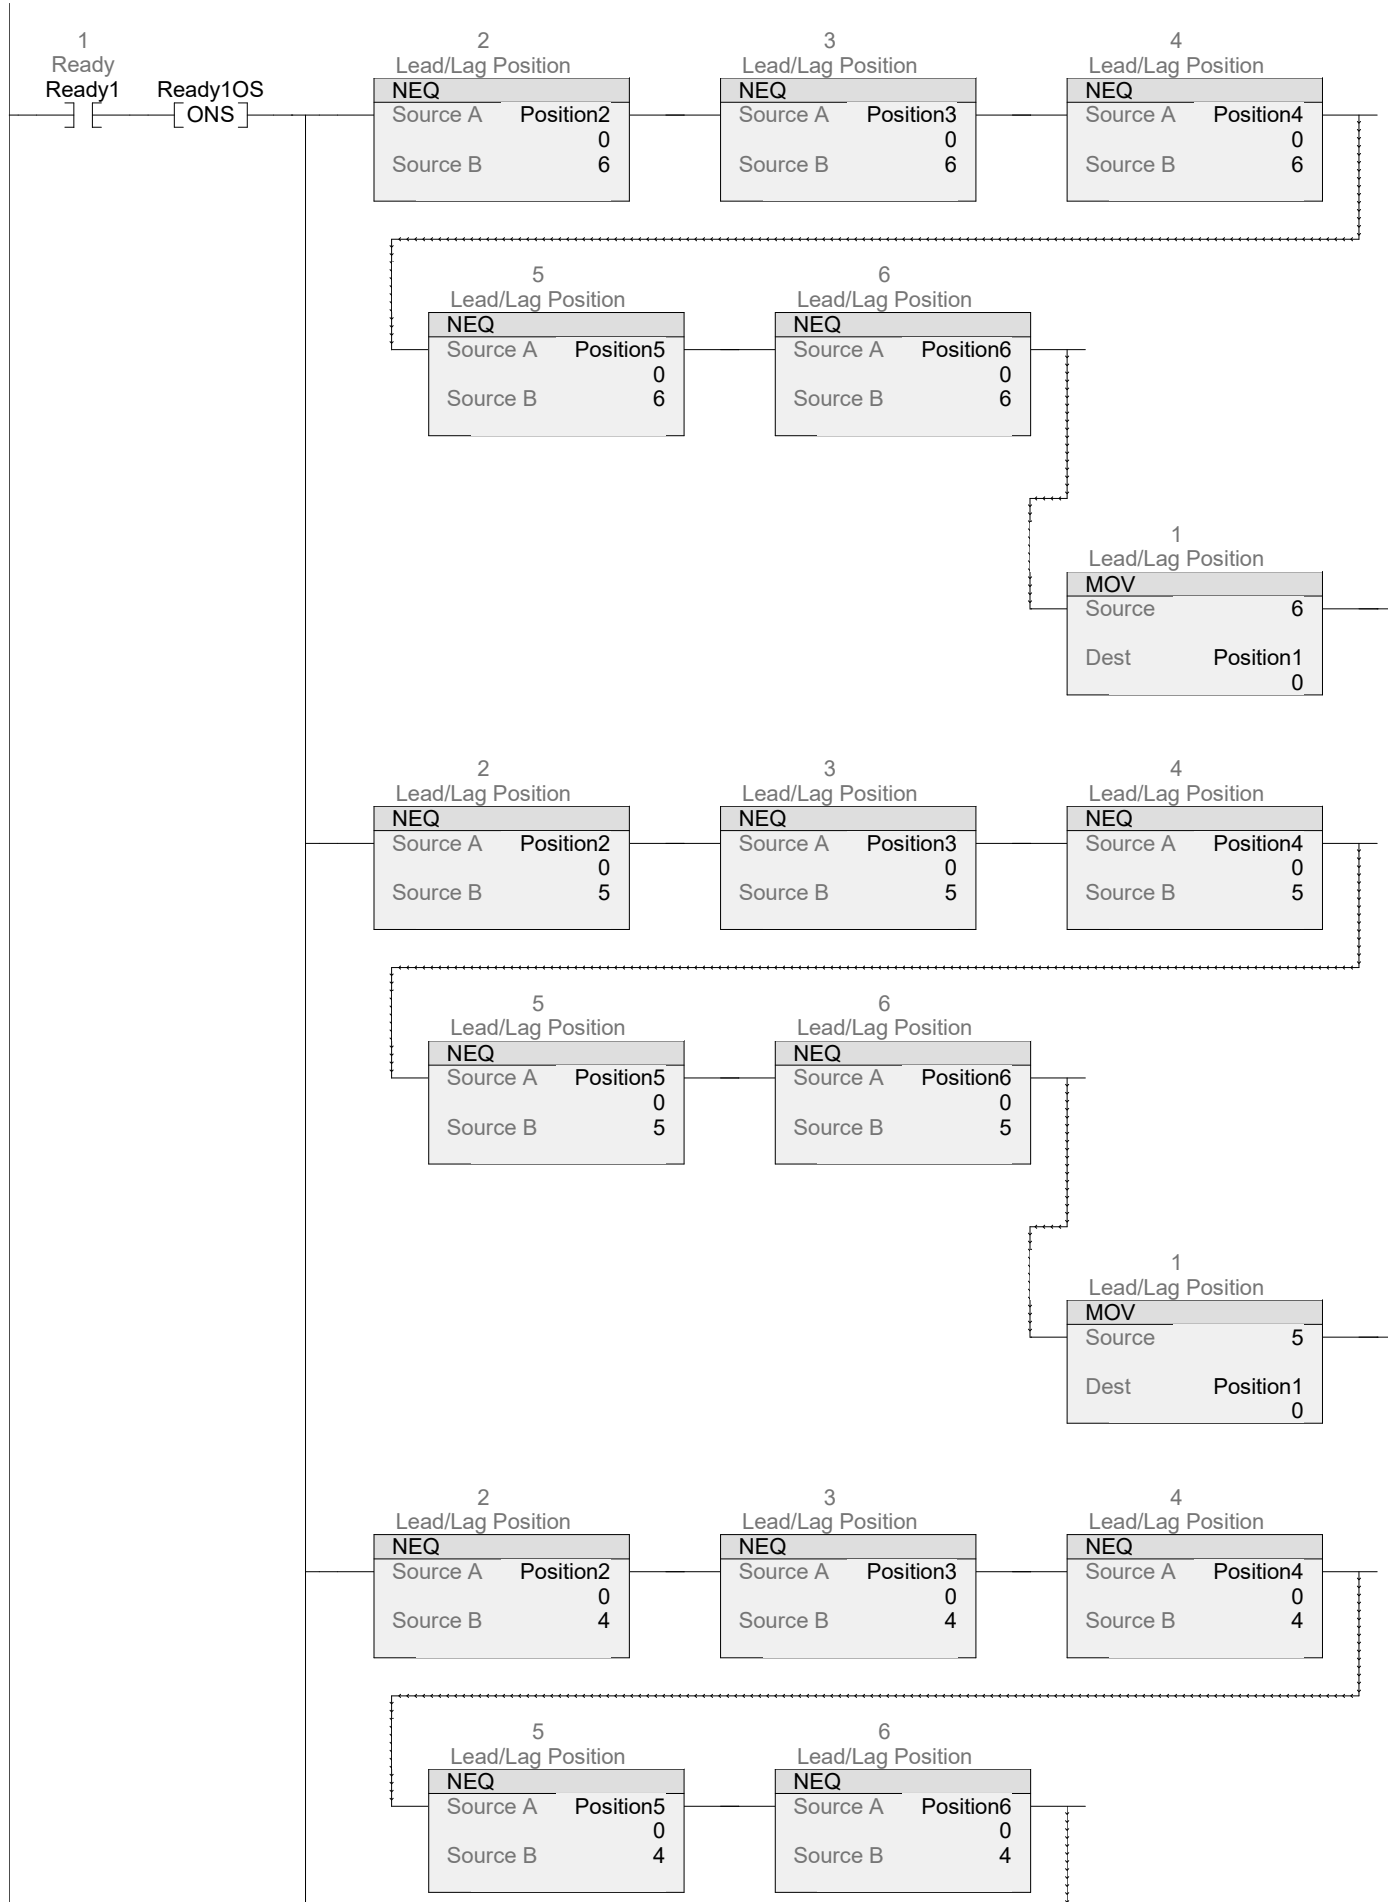 1 2 3 4
Ready Lead/Lag Position Lead/Lag Position Lead/Lag Position
Ready1 Ready1OS NEQ NEQ NEQ
ONS Source A Position2 Source A Position3 Source A Position4
0 0 0
Source B 6 Source B 6 Source B 6
5 6
Lead/Lag Position Lead/Lag Position
NEQ NEQ
Source A Position5 Source A Position6
0 0
Source B 6 Source B 6
1
Lead/Lag Position
MOV
Source 6
Dest Position1
0
2 3 4
Lead/Lag Position Lead/Lag Position Lead/Lag Position
NEQ NEQ NEQ
Source A Position2 Source A Position3 Source A Position4
0 0 0
Source B 5 Source B 5 Source B 5
5 6
Lead/Lag Position Lead/Lag Position
NEQ NEQ
Source A Position5 Source A Position6
0 0
Source B 5 Source B 5
1
Lead/Lag Position
MOV
Source 5
Dest Position1
0
2 3 4
Lead/Lag Position Lead/Lag Position Lead/Lag Position
NEQ NEQ NEQ
Source A Position2 Source A Position3 Source A Position4
0 0 0
Source B 4 Source B 4 Source B 4
5 6
Lead/Lag Position Lead/Lag Position
NEQ NEQ
Source A Position5 Source A Position6
0 0
Source B 4 Source B 4